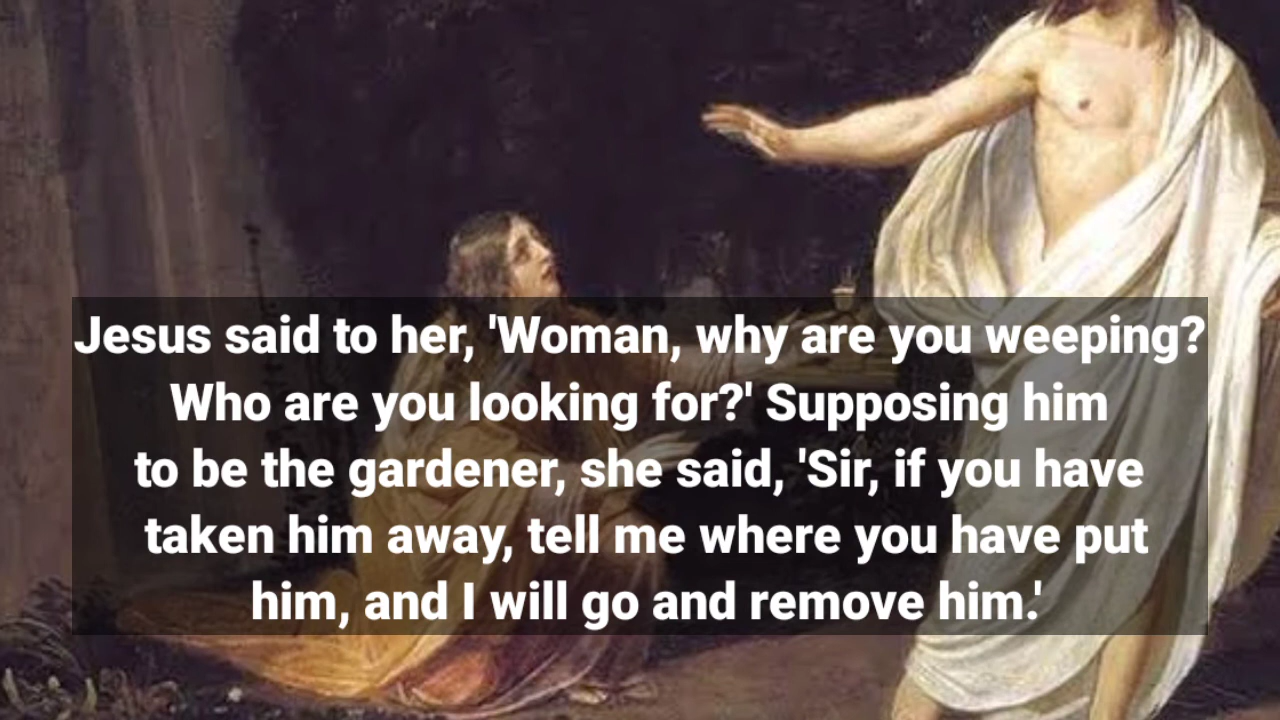 Jesus said to her, 'Woman, why are you weeping?
Who are you looking for?' Supposing him
to be the gardener, she said, 'Sir, if you have
taken him away, tell me where you have put
him, and I will go and remove him.'